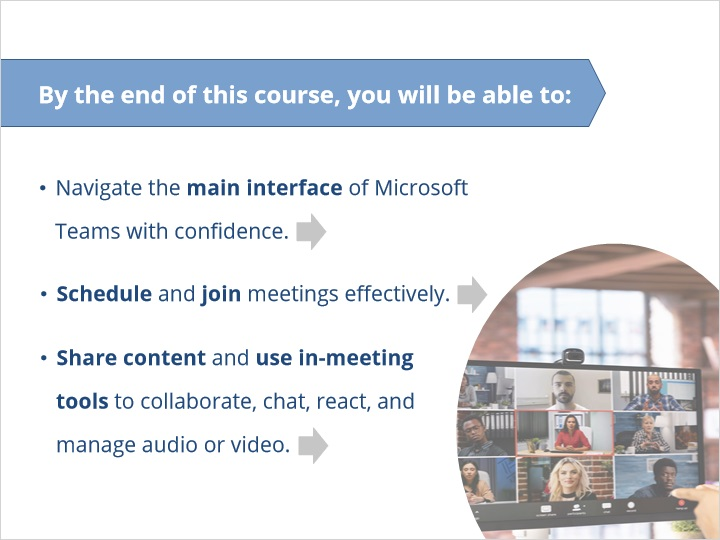 By the end of this course, you will be able to:
• Navigate the main interface of Microsoft
Teams with confidence.
• Schedule and join meetings effectively.
• Share content and use in-meeting
tools to collaborate, chat, react, and
manage audio or video.